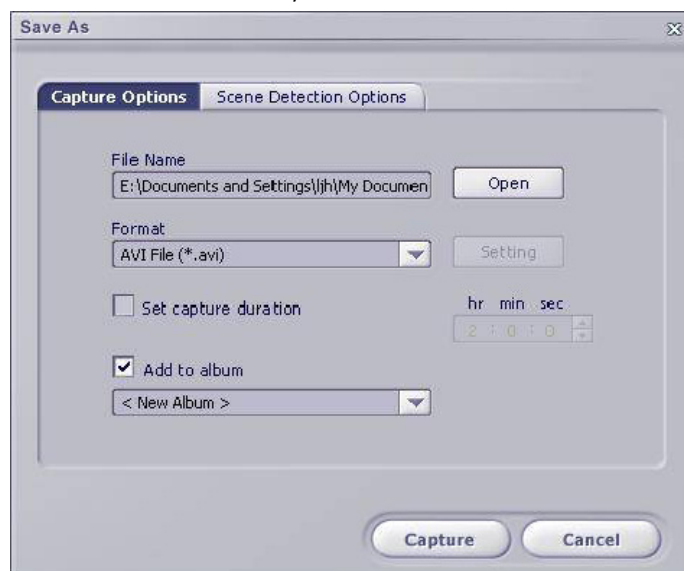 Save As
Capture Options
Scene Detection Options
File Name
E:\Documents and Settings\ljh\My Documen
Open
Format
AVI File (*.avi)
Setting
Set capture duration
hr min sec
2 : 0 : 0
Add to album
< New Album >
Capture
Cancel